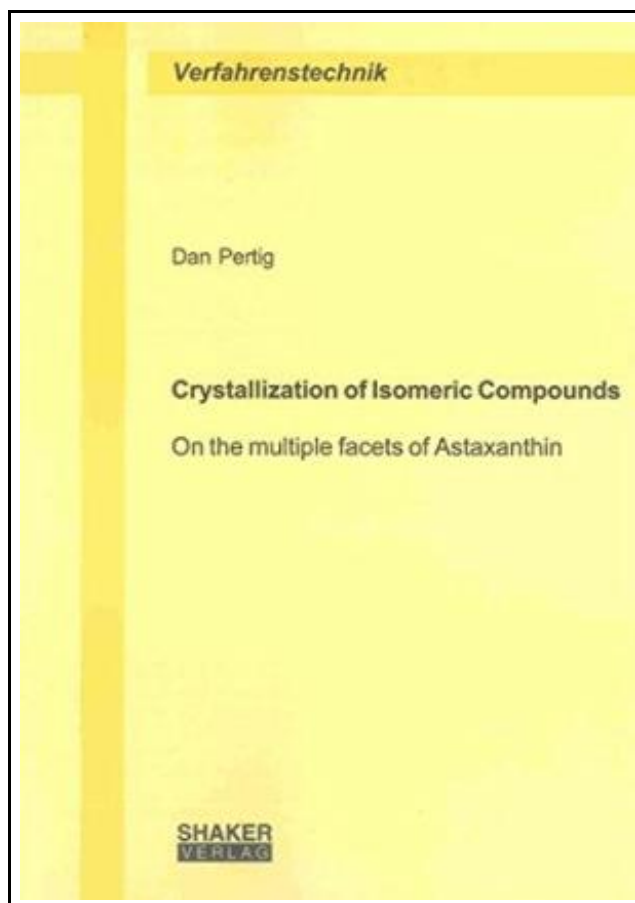 Verfahrenstechnik
Dan Pertig
Crystallization of Isomeric Compounds
On the multiple facets of Astaxanthin
SHAKER
VERLAG